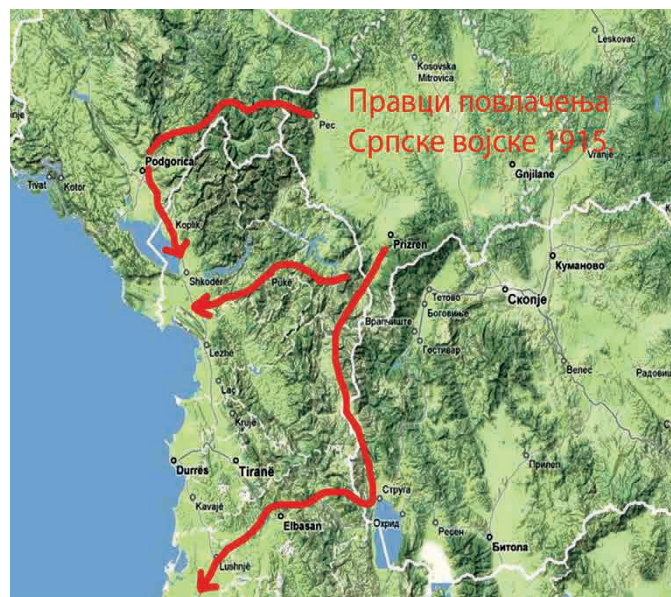 Leskovac
Kosovska
Mitrovica
Правци повлачења
Српске војске 1915.
Pec
Vranje
Podgorica
Gnjilane
Tivat
Kotor
Koplik
Prizren
Куманово
Shkodër
Pukë
Тетово
Скопје
Боговиње
Врапчиште
Гостивар
Lezhë
Велес
Радовиш
Laç
Krujë
Durrës
Tiranë
Прилеп
Kavajë
Струга
Elbasan
Охрид
Ресен
Битола
Lushnjë